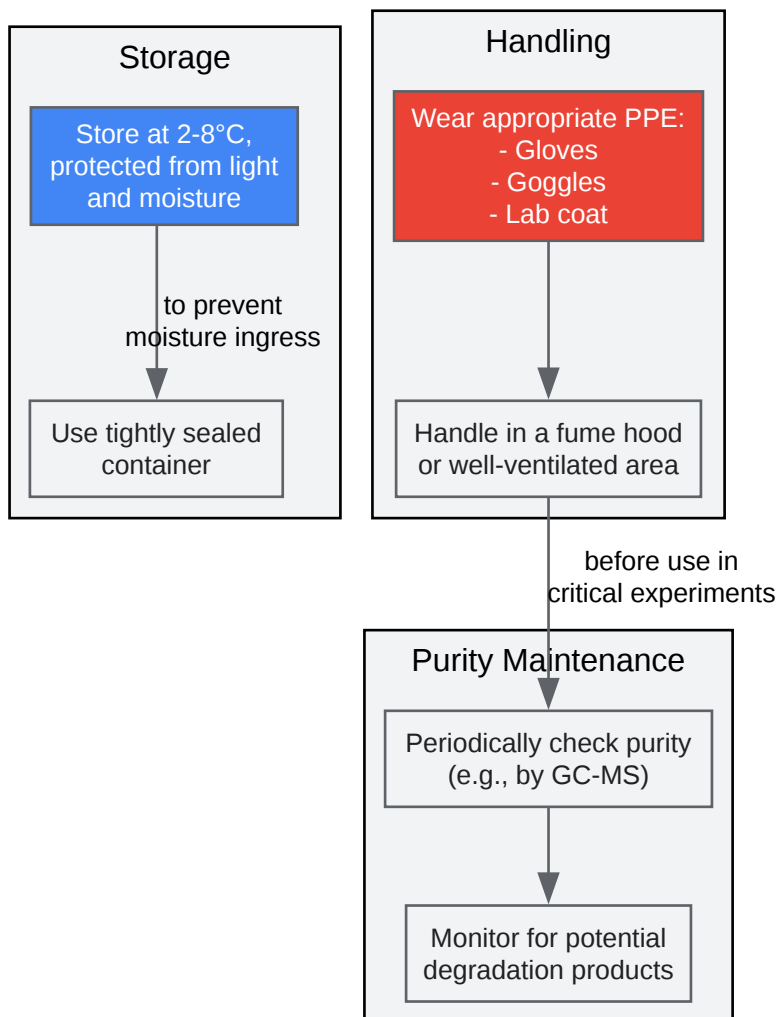 Storage
Store at 2-8°C,
protected from light
and moisture
to prevent
moisture ingress
Use tightly sealed
container
Handling
Wear appropriate PPE:
- Gloves
- Goggles
- Lab coat
Handle in a fume hood
or well-ventilated area
before use in
critical experiments
Purity Maintenance
Periodically check purity
(e.g., by GC-MS)
Monitor for potential
degradation products